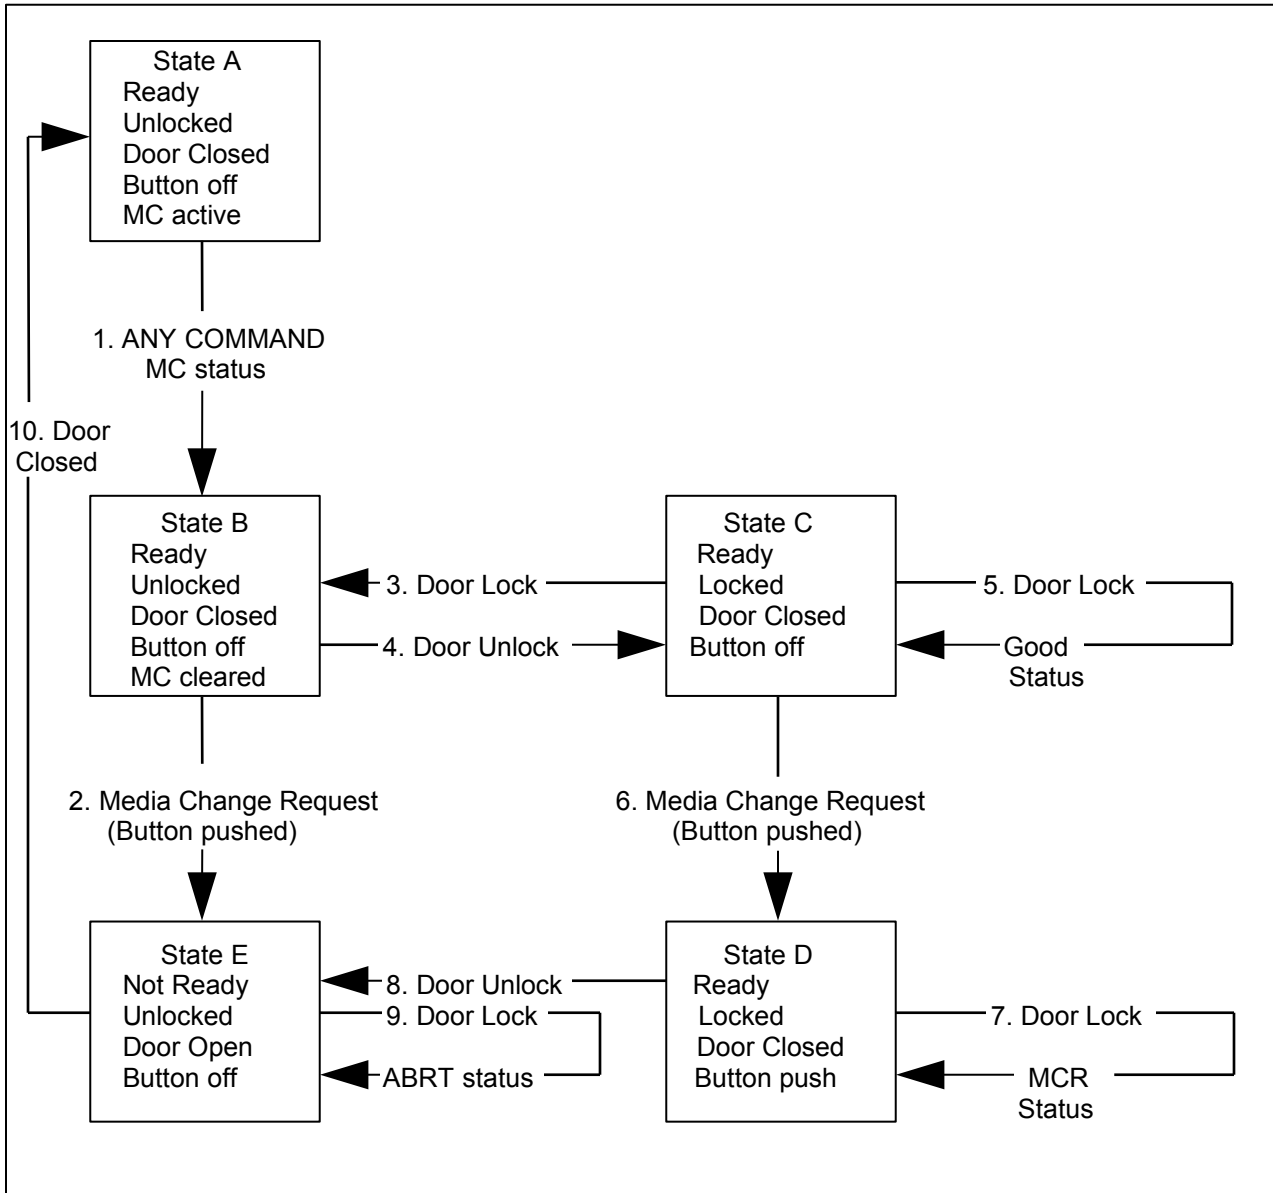 State A
Ready
Unlocked
Door Closed
Button off
MC active
1. ANY COMMAND
MC status
10. Door
Closed
State B
Ready
Unlocked
Door Closed
Button off
MC cleared
3. Door Lock
4. Door Unlock
State C
Ready
Locked
Door Closed
Button off
5. Door Lock
Good
Status
2. Media Change Request
(Button pushed)
6. Media Change Request
(Button pushed)
State E
Not Ready
Unlocked
Door Open
Button off
8. Door Unlock
9. Door Lock
ABRT status
State D
Ready
Locked
Door Closed
Button push
7. Door Lock
MCR
Status